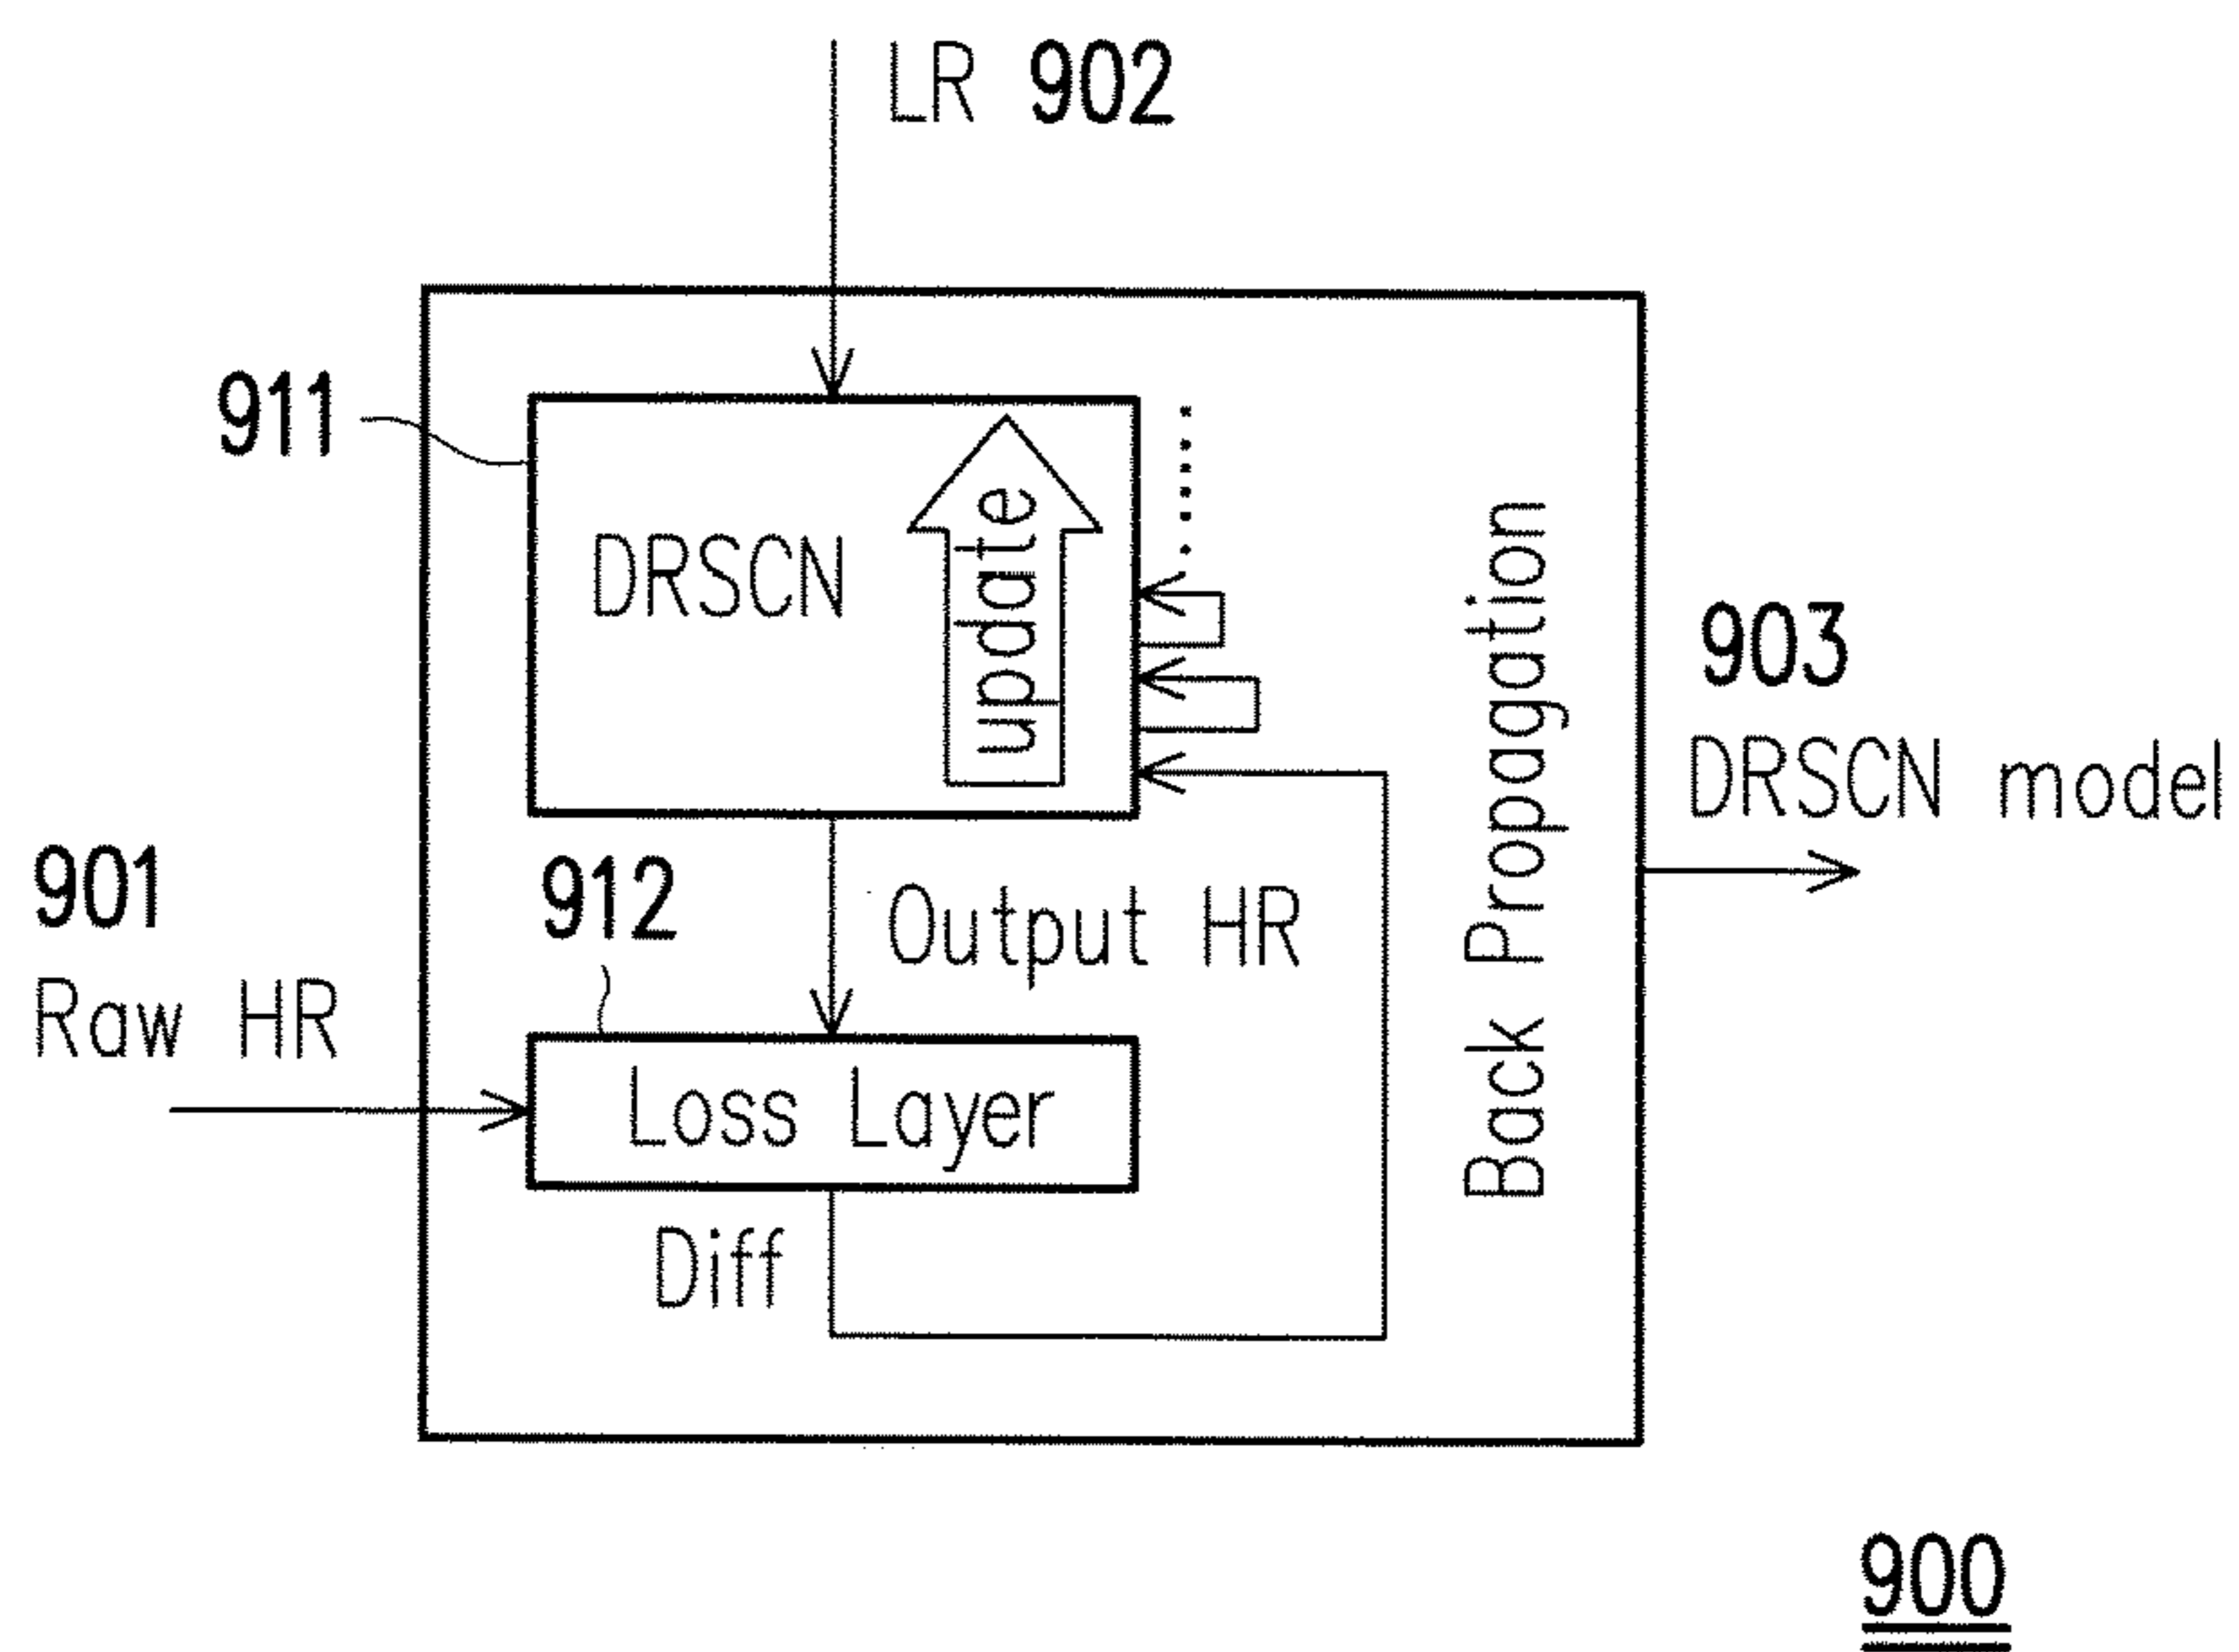 LR 902
911
DRSCN
update
Back Propagation
903
DRSCN model
901
Raw HR
912
Output HR
Loss Layer
Diff
900